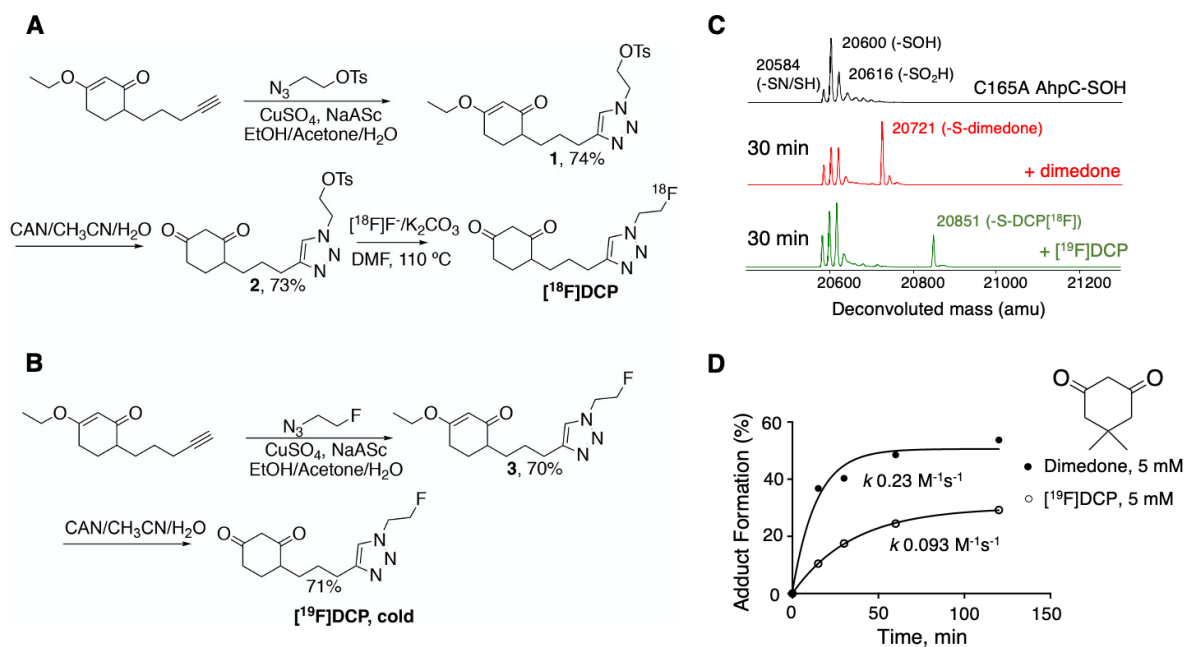 A
O
O
N₃
OTs
CuSO₄, NaASc
EtOH/Acetone/H₂O
OTs
O
O
N
N
N
1, 74%
CAN/CH₃CN/H₂O
OTs
O
O
N
N
N
2, 73%
[¹⁸F]F⁻/K₂CO₃
DMF, 110 ºC
¹⁸F
O
O
N
N
N
[¹⁸F]DCP
B
O
O
N₃
F
CuSO₄, NaASc
EtOH/Acetone/H₂O
F
O
O
N
N
N
3, 70%
CAN/CH₃CN/H₂O
F
O
O
N
N
N
71%
[¹⁹F]DCP, cold
C
20600 (-SOH)
20584
(-SN/SH)
20616 (-SO₂H)
C165A AhpC-SOH
30 min
20721 (-S-dimedone)
+ dimedone
30 min
20851 (-S-DCP[¹⁸F])
+ [¹⁹F]DCP
20600 20800 21000 21200
Deconvoluted mass (amu)
D
O O
Dimedone, 5 mM
[¹⁹F]DCP, 5 mM
Adduct Formation (%)
60
40
20
0
k 0.23 M⁻¹s⁻¹
k 0.093 M⁻¹s⁻¹
0 50 100 150
Time, min